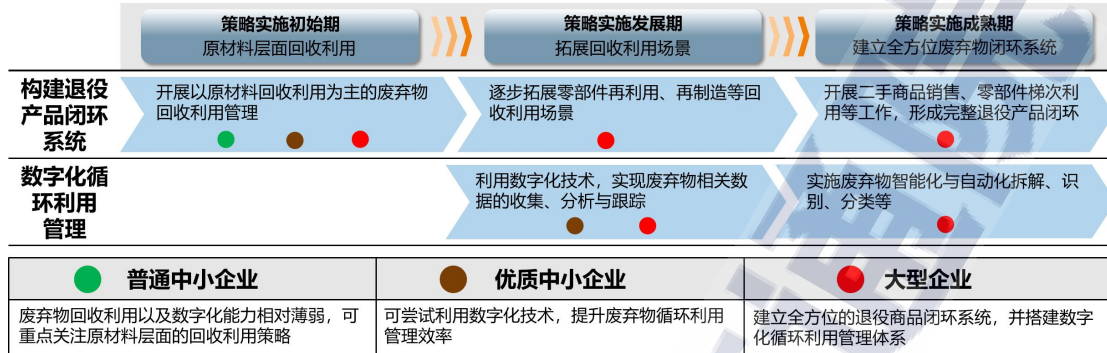 策略实施初始期
原材料层面回收利用
策略实施发展期
拓展回收利用场景
策略实施成熟期
建立全方位废弃物闭环系统
构建退役
产品闭环
系统
开展以原材料回收利用为主的废弃物
回收利用管理
逐步拓展零部件再利用、再制造等回
收利用场景
开展二手商品销售、零部件梯次利
用等工作，形成完整退役产品闭环
数字化循
环利用
管理
利用数字化技术，实现废弃物相关数
据的收集、分析与跟踪
实施废弃物智能化与自动化拆解、识
别、分类等
普通中小企业
优质中小企业
大型企业
废弃物回收利用以及数字化能力相对薄弱，可
重点关注原材料层面的回收利用策略
可尝试利用数字化技术，提升废弃物循环利用
管理效率
建立全方位的退役商品闭环系统，并搭建数字
化循环利用管理体系